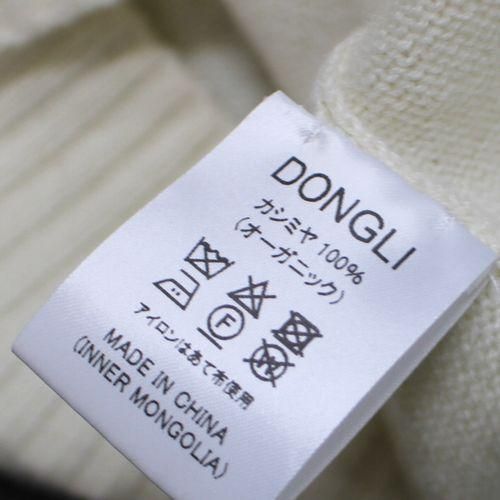 DONGLI
カシミヤ 100%
(オーガニック)
F
アイロンはあて布使用
MADE IN CHINA
(INNER MONGOLIA)